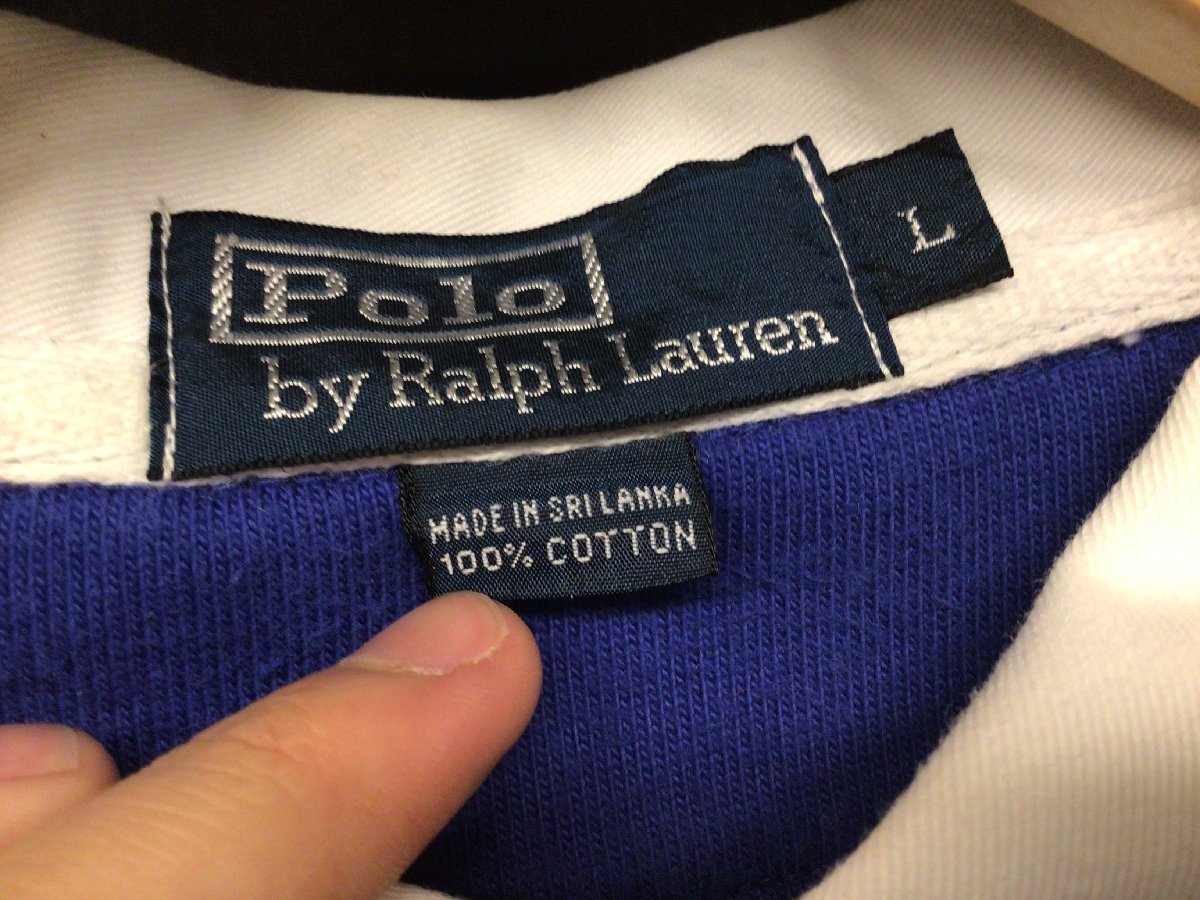 Polo
by Ralph Lauren
L
MADE IN SRI LANKA
100% COTTON